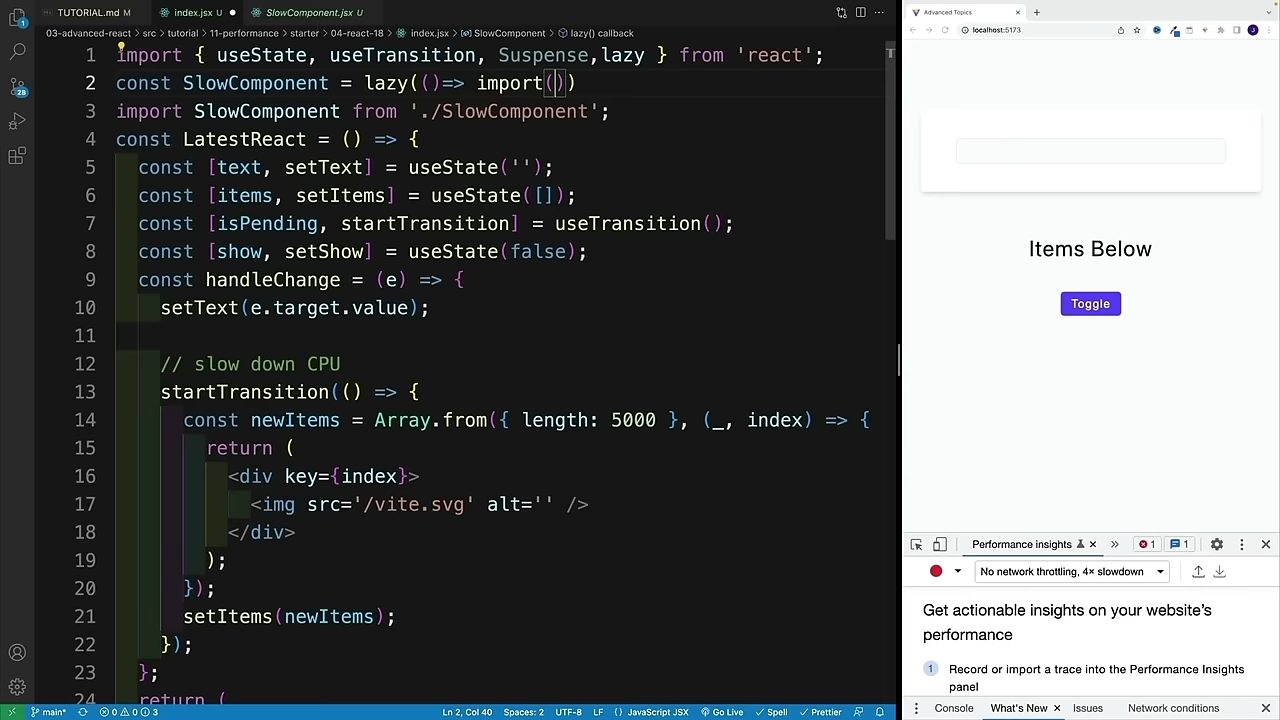 TUTORIAL.md M
index.jsx U
SlowComponent.jsx U
03-advanced-react > src > tutorial > 11-performance > starter > 04-react-18 > index.jsx > SlowComponent > lazy() callback
1 import { useState, useTransition, Suspense,lazy } from 'react';
2 const SlowComponent = lazy(()=> import())
3 import SlowComponent from './SlowComponent';
4 const LatestReact = () => {
5 const [text, setText] = useState('');
6 const [items, setItems] = useState([]);
7 const [isPending, startTransition] = useTransition();
8 const [show, setShow] = useState(false);
9 const handleChange = (e) => {
10 setText(e.target.value);
11
12 // slow down CPU
13 startTransition(() => {
14 const newItems = Array.from({ length: 5000 }, (_, index) => {
15 return (
16 <div key={index}>
17 <img src='/vite.svg' alt='' />
18 </div>
19 );
20 });
21 setItems(newItems);
22 });
23 };
24 return (
1
28
main*
0 0 3
Ln 2, Col 40
Spaces: 2
UTF-8
LF
{ } JavaScript JSX
Go Live
Spell
Prettier
Advanced Topics
localhost:5173
J
Items Below
Toggle
Performance insights
1
1
No network throttling, 4× slowdown
Get actionable insights on your website's
performance
1 Record or import a trace into the Performance Insights
panel
Console
What's New
Issues
Network conditions